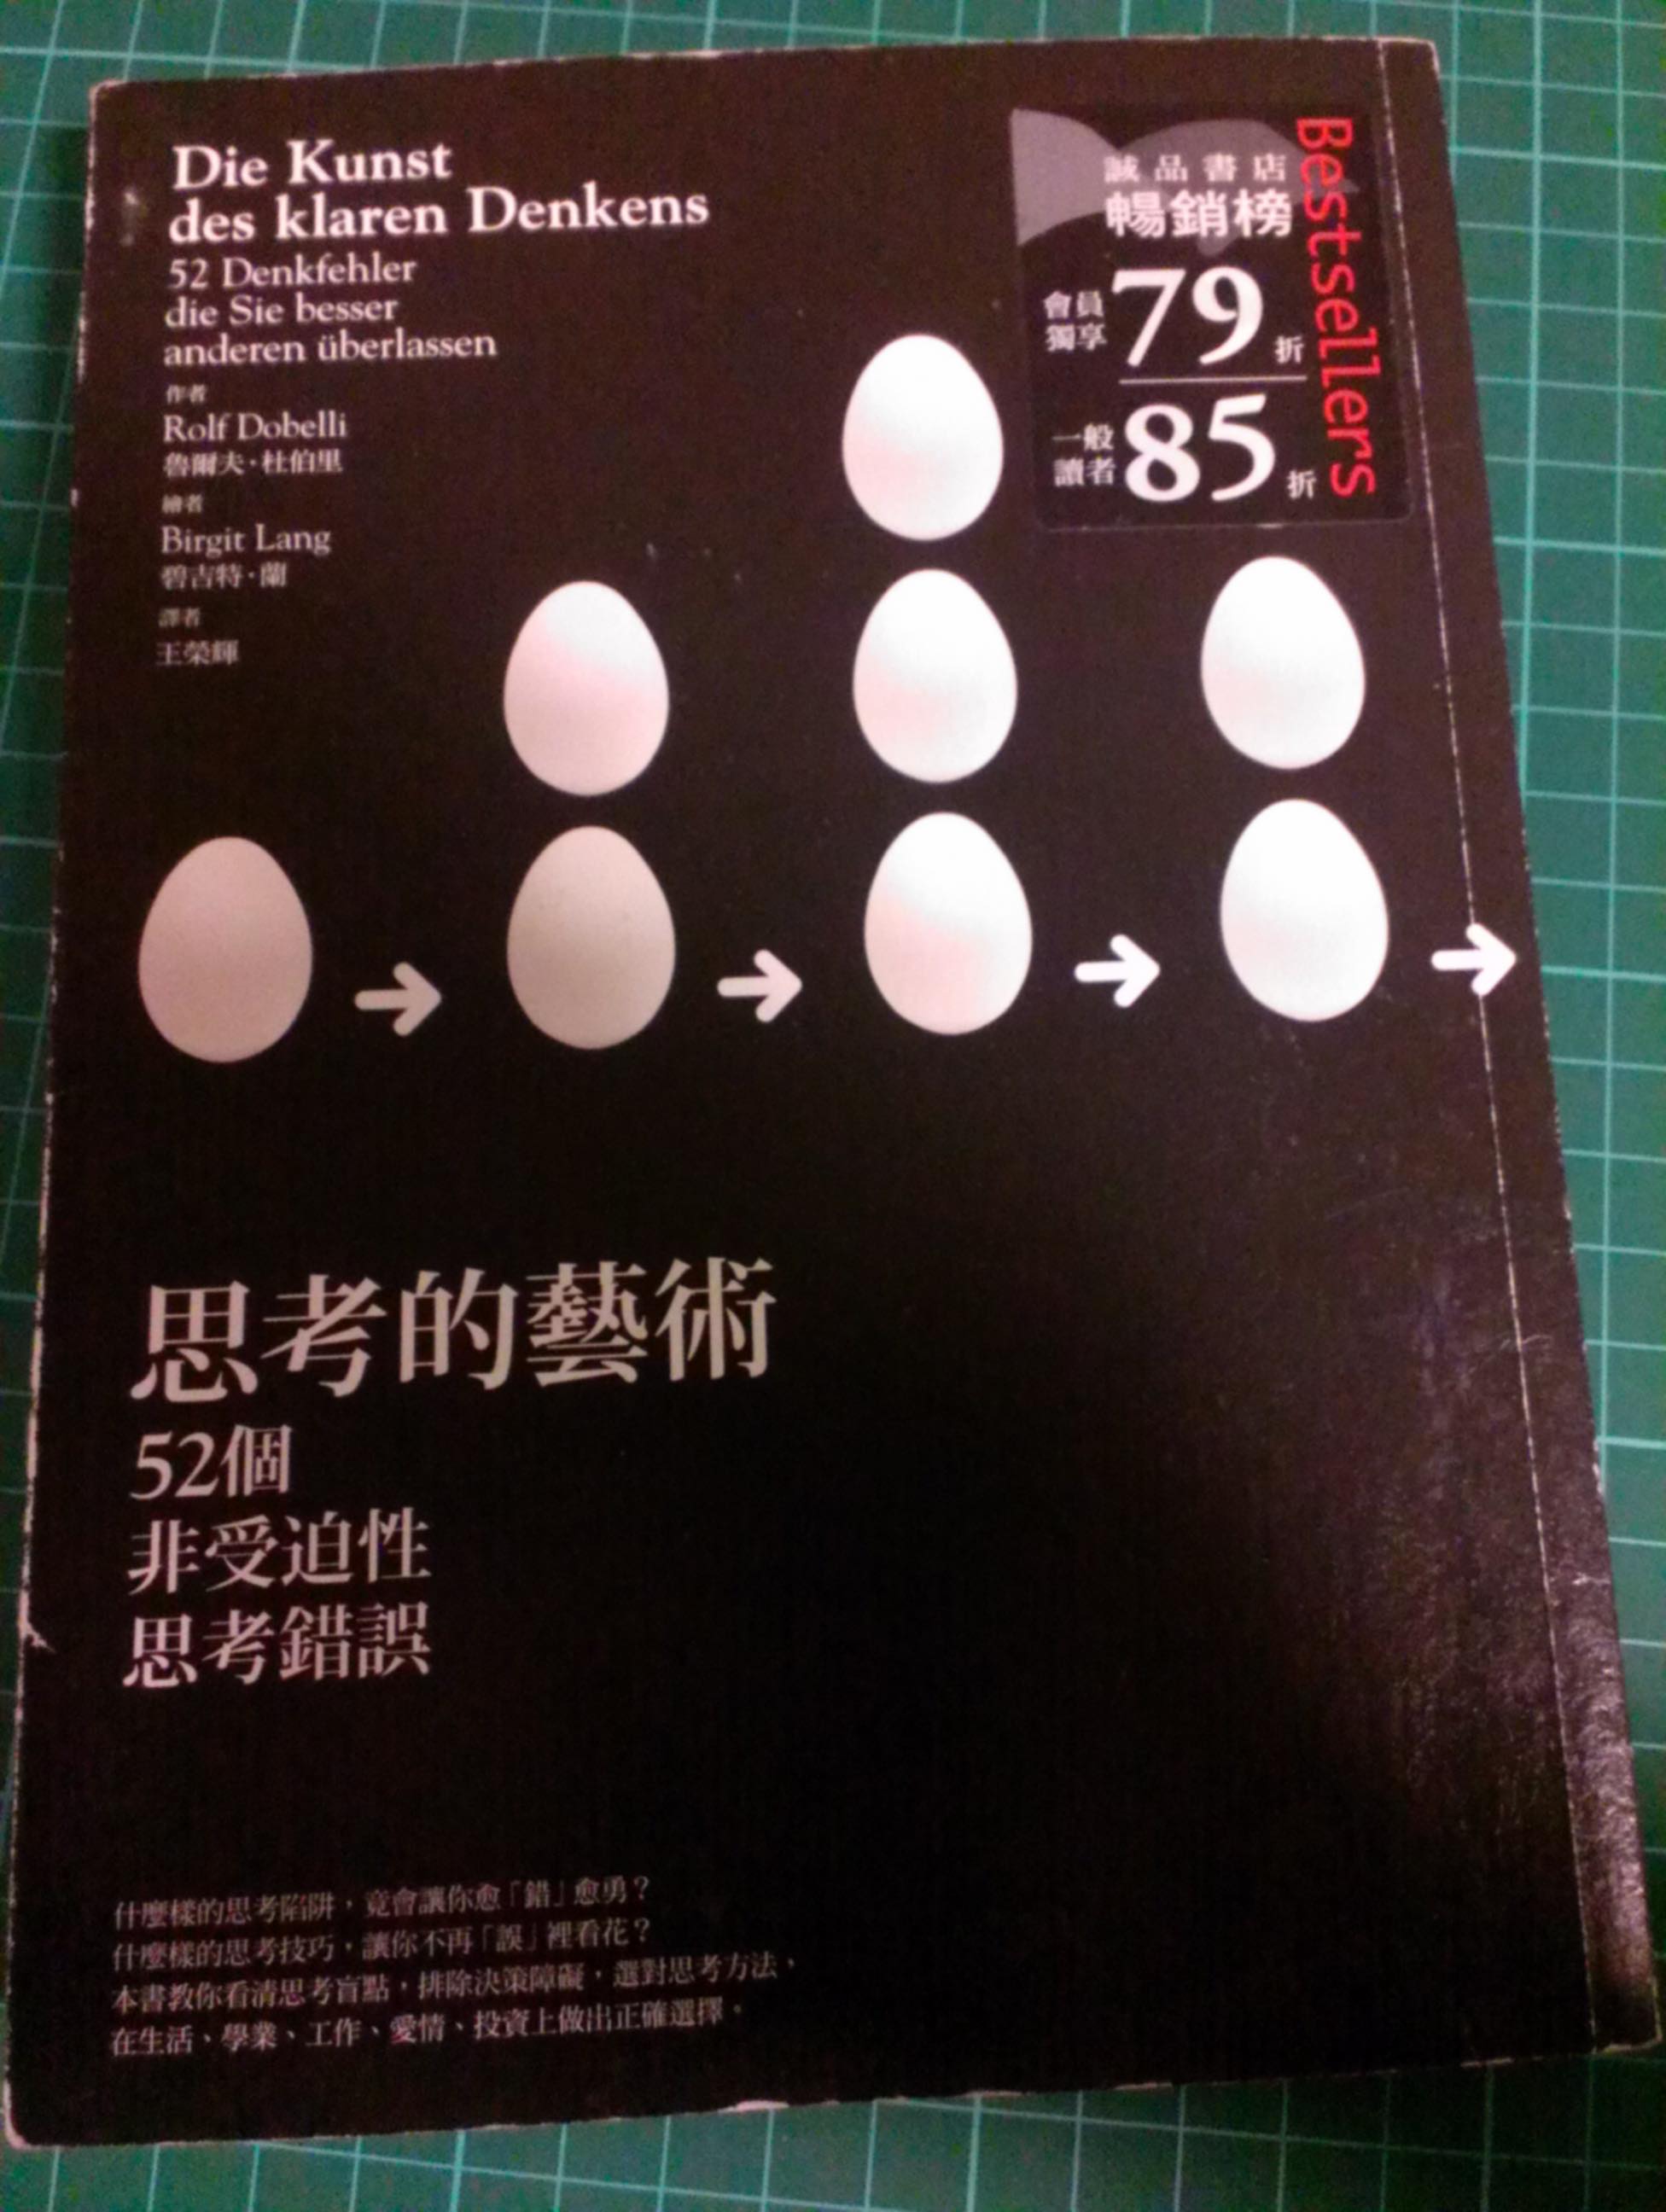 Die Kunst
des klaren Denkens
52 Denkfehler
die Sie besser
anderen überlassen
作者
Rolf Dobelli
魯爾夫·杜伯里
繪者
Birgit Lang
碧吉特·蘭
譯者
王榮輝
誠品書店
暢銷榜
會員
獨享
79折
一般
讀者
85折
Bestsellers
思考的藝術
52個
非受迫性
思考錯誤
什麼樣的思考陷阱，竟會讓你愈「錯」愈勇？
什麼樣的思考技巧，讓你不再「誤」裡看花？
本書教你看清思考盲點，排除決策障礙，選對思考方法，
在生活、學業、工作、愛情、投資上做出正確選擇。